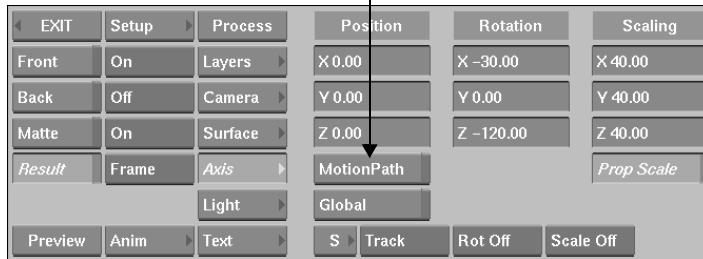 EXIT Setup Process Position Rotation Scaling
Front On Layers X 0.00 X -30.00 X 40.00
Back Off Camera Y 0.00 Y 0.00 Y 40.00
Matte On Surface Z 0.00 Z -120.00 Z 40.00
Result Frame Axis MotionPath Prop Scale
Light Global
Preview Anim Text S Track Rot Off Scale Off